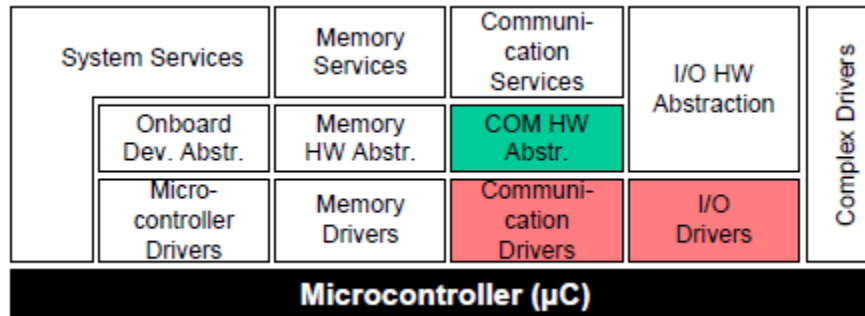 System Services
Memory
Services
Communi-
cation
Services
I/O HW
Abstraction
Complex Drivers
Onboard
Dev. Abstr.
Memory
HW Abstr.
COM HW
Abstr.
Micro-
controller
Drivers
Memory
Drivers
Communi-
cation
Drivers
I/O
Drivers
Microcontroller (µC)